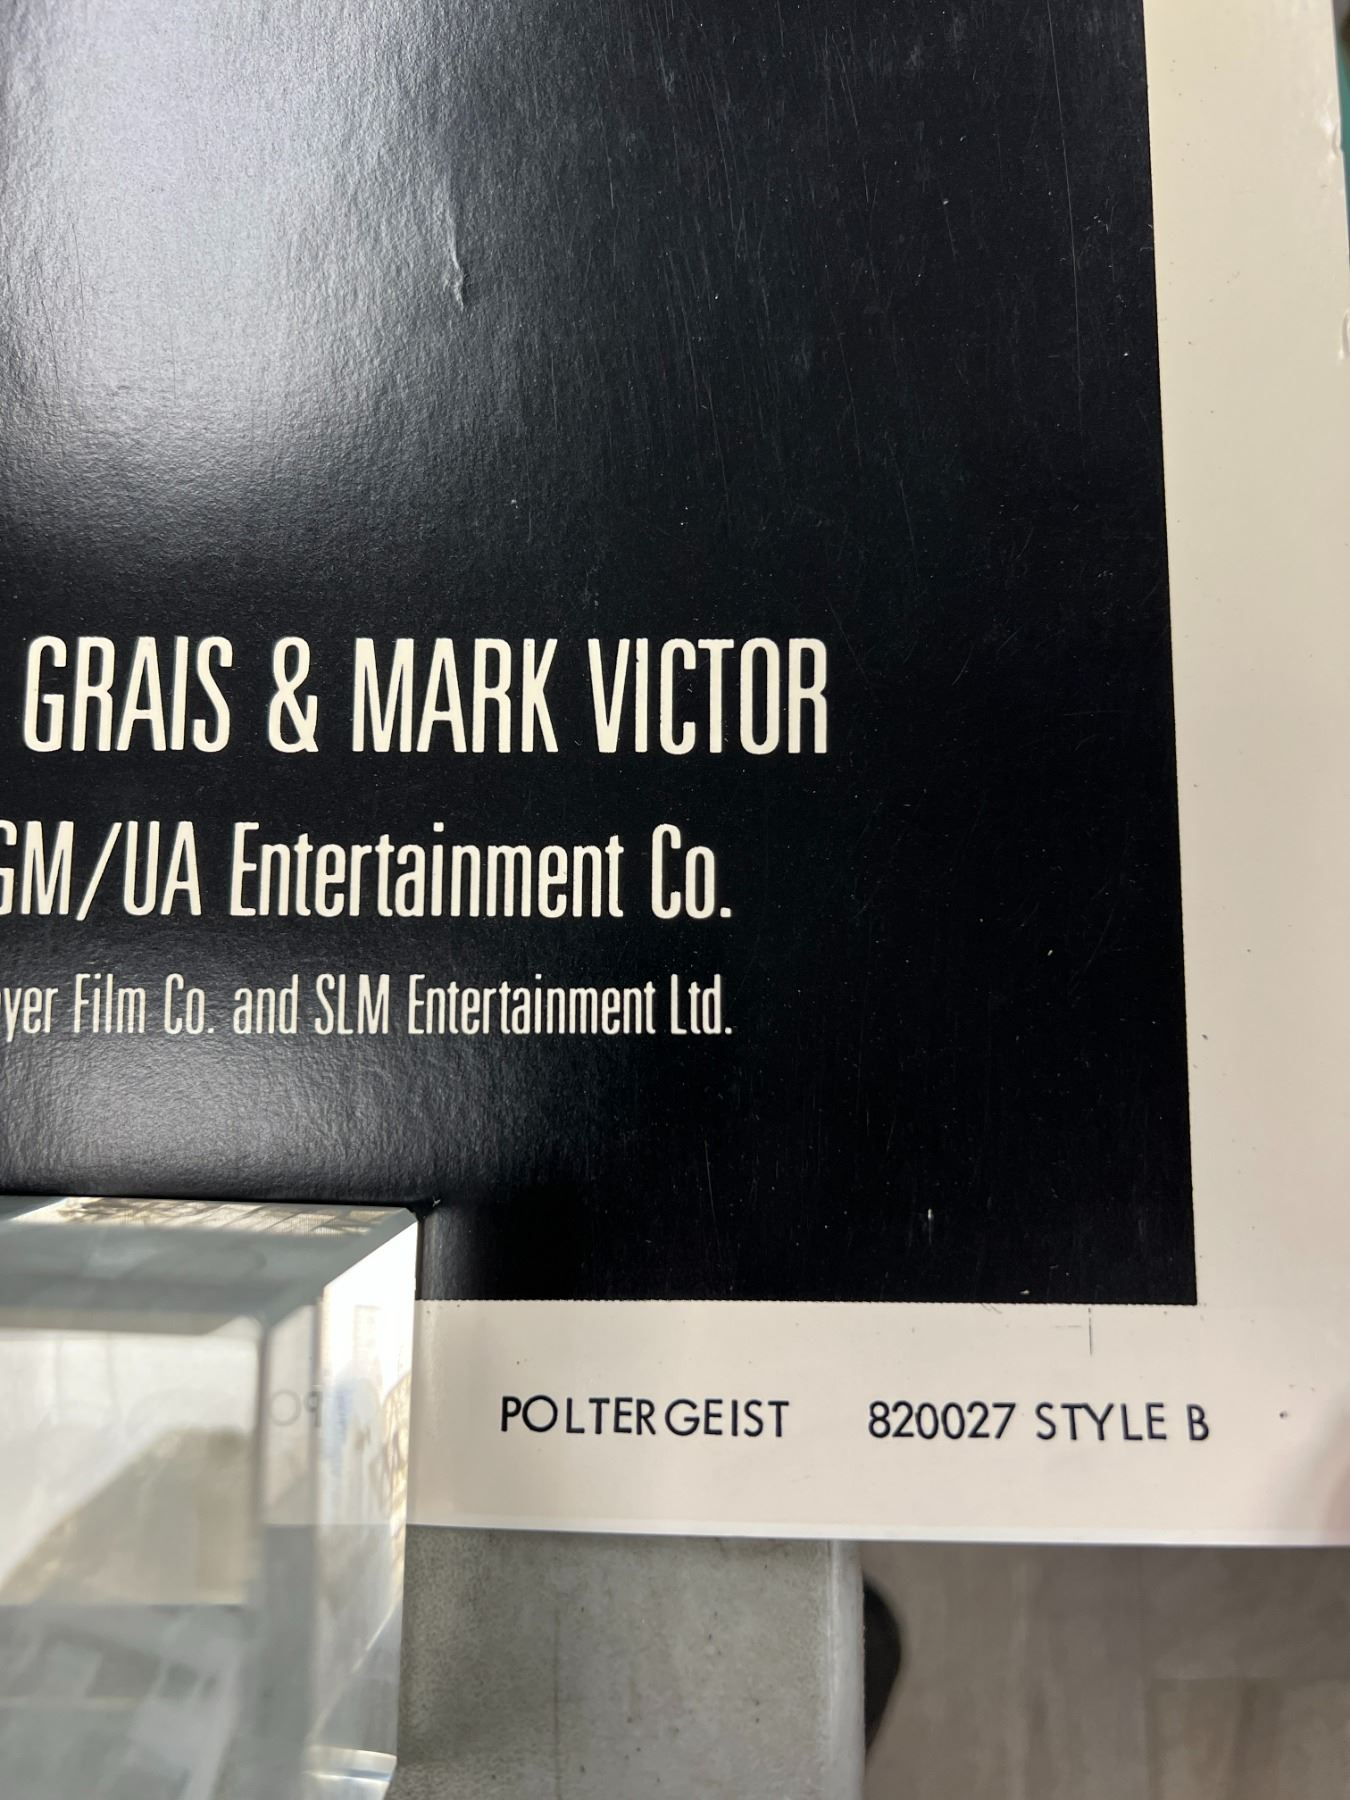 GRAIS & MARK VICTOR
GM/UA Entertainment Co.
yer Film Co. and SLM Entertainment Ltd.
POLTERGEIST 820027 STYLE B